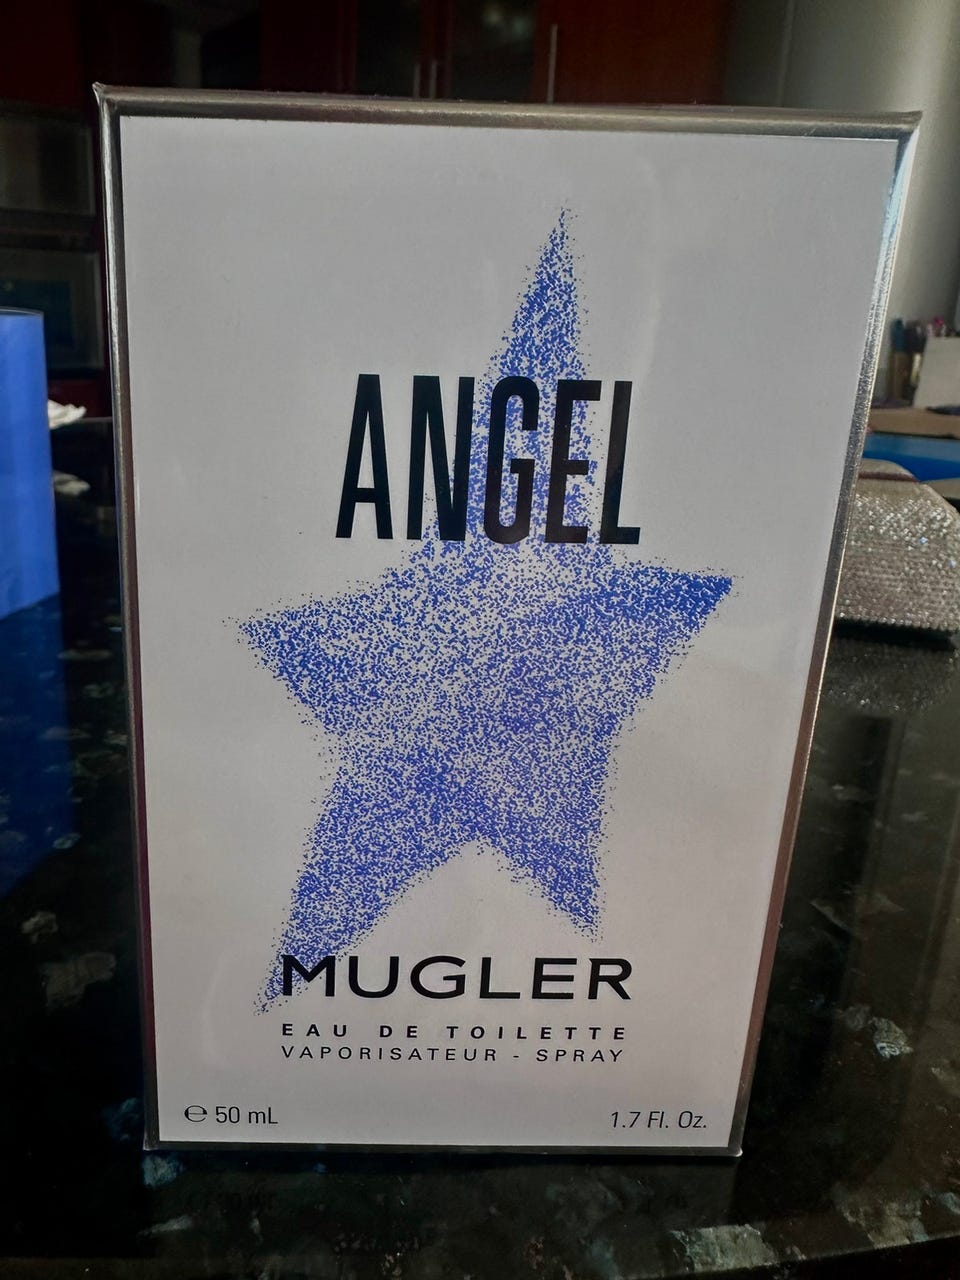 ANGEL
MUGLER
EAU DE TOILETTE
VAPORISATEUR - SPRAY
℮ 50 mL
1.7 Fl. Oz.